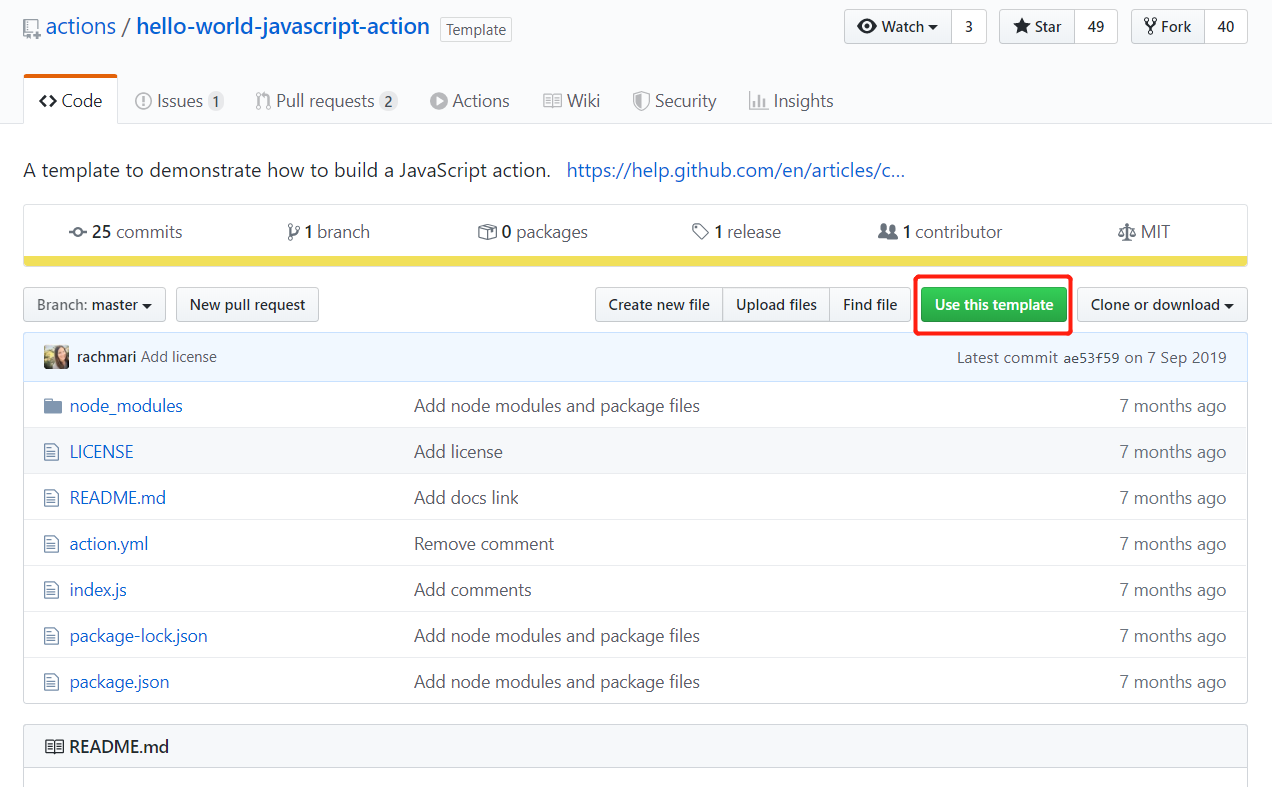 actions / hello-world-javascript-action Template Watch 3 Star 49 Fork 40
Code Issues 1 Pull requests 2 Actions Wiki Security Insights
A template to demonstrate how to build a JavaScript action. https://help.github.com/en/articles/c...
25 commits 1 branch 0 packages 1 release 1 contributor MIT
Branch: master New pull request Create new file Upload files Find file Use this template Clone or download
rachmari Add license Latest commit ae53f59 on 7 Sep 2019
node_modules Add node modules and package files 7 months ago
LICENSE Add license 7 months ago
README.md Add docs link 7 months ago
action.yml Remove comment 7 months ago
index.js Add comments 7 months ago
package-lock.json Add node modules and package files 7 months ago
package.json Add node modules and package files 7 months ago
README.md